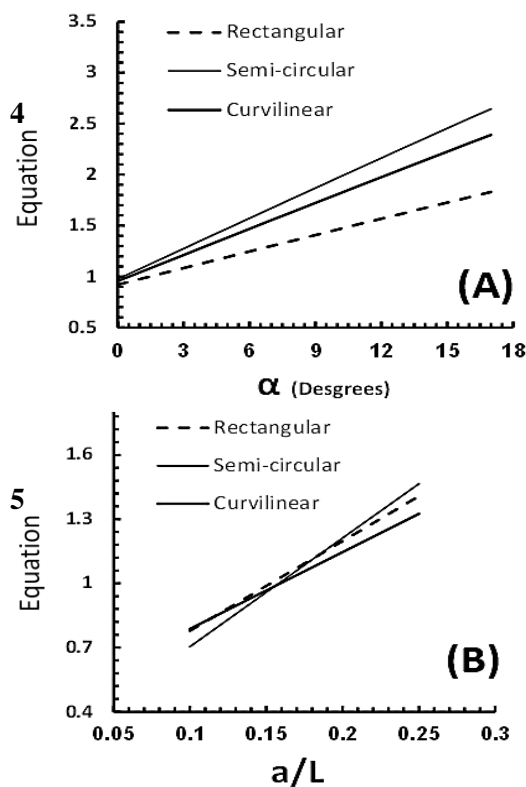 3.5
Rectangular
3
Semi-circular
Curvilinear
2.5
4
Equation
2
1.5
1
(A)
0.5
0 3 6 9 12 15 18
α (Desgrees)
Rectangular
1.6
Semi-circular
5
Curvilinear
1.3
Equation
1
0.7
(B)
0.4
0.05 0.1 0.15 0.2 0.25 0.3
a/L